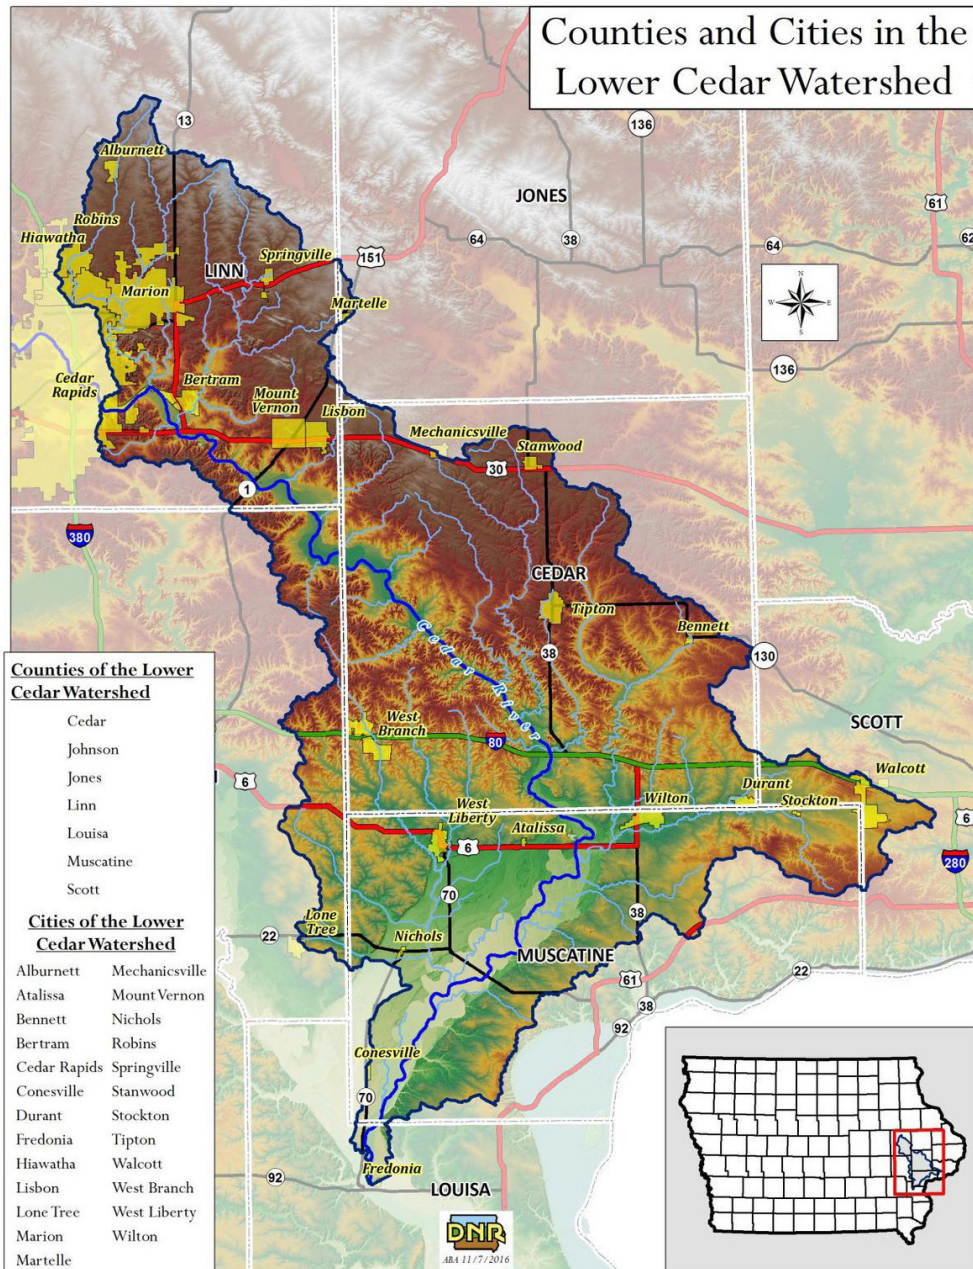 Counties and Cities in the
Lower Cedar Watershed
13
136
Alburnett
JONES
61
Robins
Hiawatha
64
38
64
62
Springville
151
LINN
Marion
N
W
E
S
Martelle
136
Cedar
Rapids
Bertram
Mount
Vernon
Lisbon
Mechanicsville
Stanwood
30
1
380
CEDAR
Tipton
Bennett
Cedar River
38
130
SCOTT
West
Branch
80
6
Walcott
Durant
Stockton
West
Liberty
Wilton
Atalissa
6
6
280
70
Lone
Tree
22
Nichols
38
MUSCATINE
61
22
38
92
Conesville
70
Fredonia
92
LOUISA
Counties of the Lower
Cedar Watershed
Cedar
Johnson
Jones
Linn
Louisa
Muscatine
Scott
Cities of the Lower
Cedar Watershed
Alburnett Mechanicsville
Atalissa Mount Vernon
Bennett Nichols
Bertram Robins
Cedar Rapids Springville
Conesville Stanwood
Durant Stockton
Fredonia Tipton
Hiawatha Walcott
Lisbon West Branch
Lone Tree West Liberty
Marion Wilton
Martelle
DNR
ABA 11/7/2016